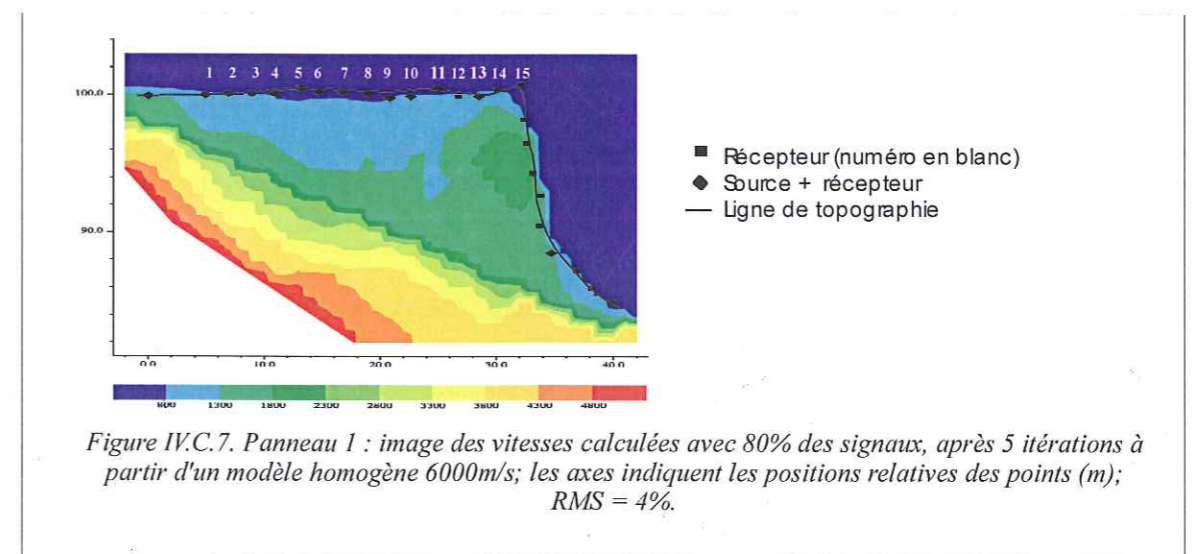 1 2 3 4 5 6 7 8 9 10 11 12 13 14 15
100.0
90.0
0.0 10.0 20.0 30.0 40.0
800 1300 1800 2300 2800 3300 3800 4300 4800
Récepteur (numéro en blanc)
Source + récepteur
Ligne de topographie
Figure IV.C.7. Panneau 1 : image des vitesses calculées avec 80% des signaux, après 5 itérations à
partir d'un modèle homogène 6000m/s; les axes indiquent les positions relatives des points (m);
RMS = 4%.